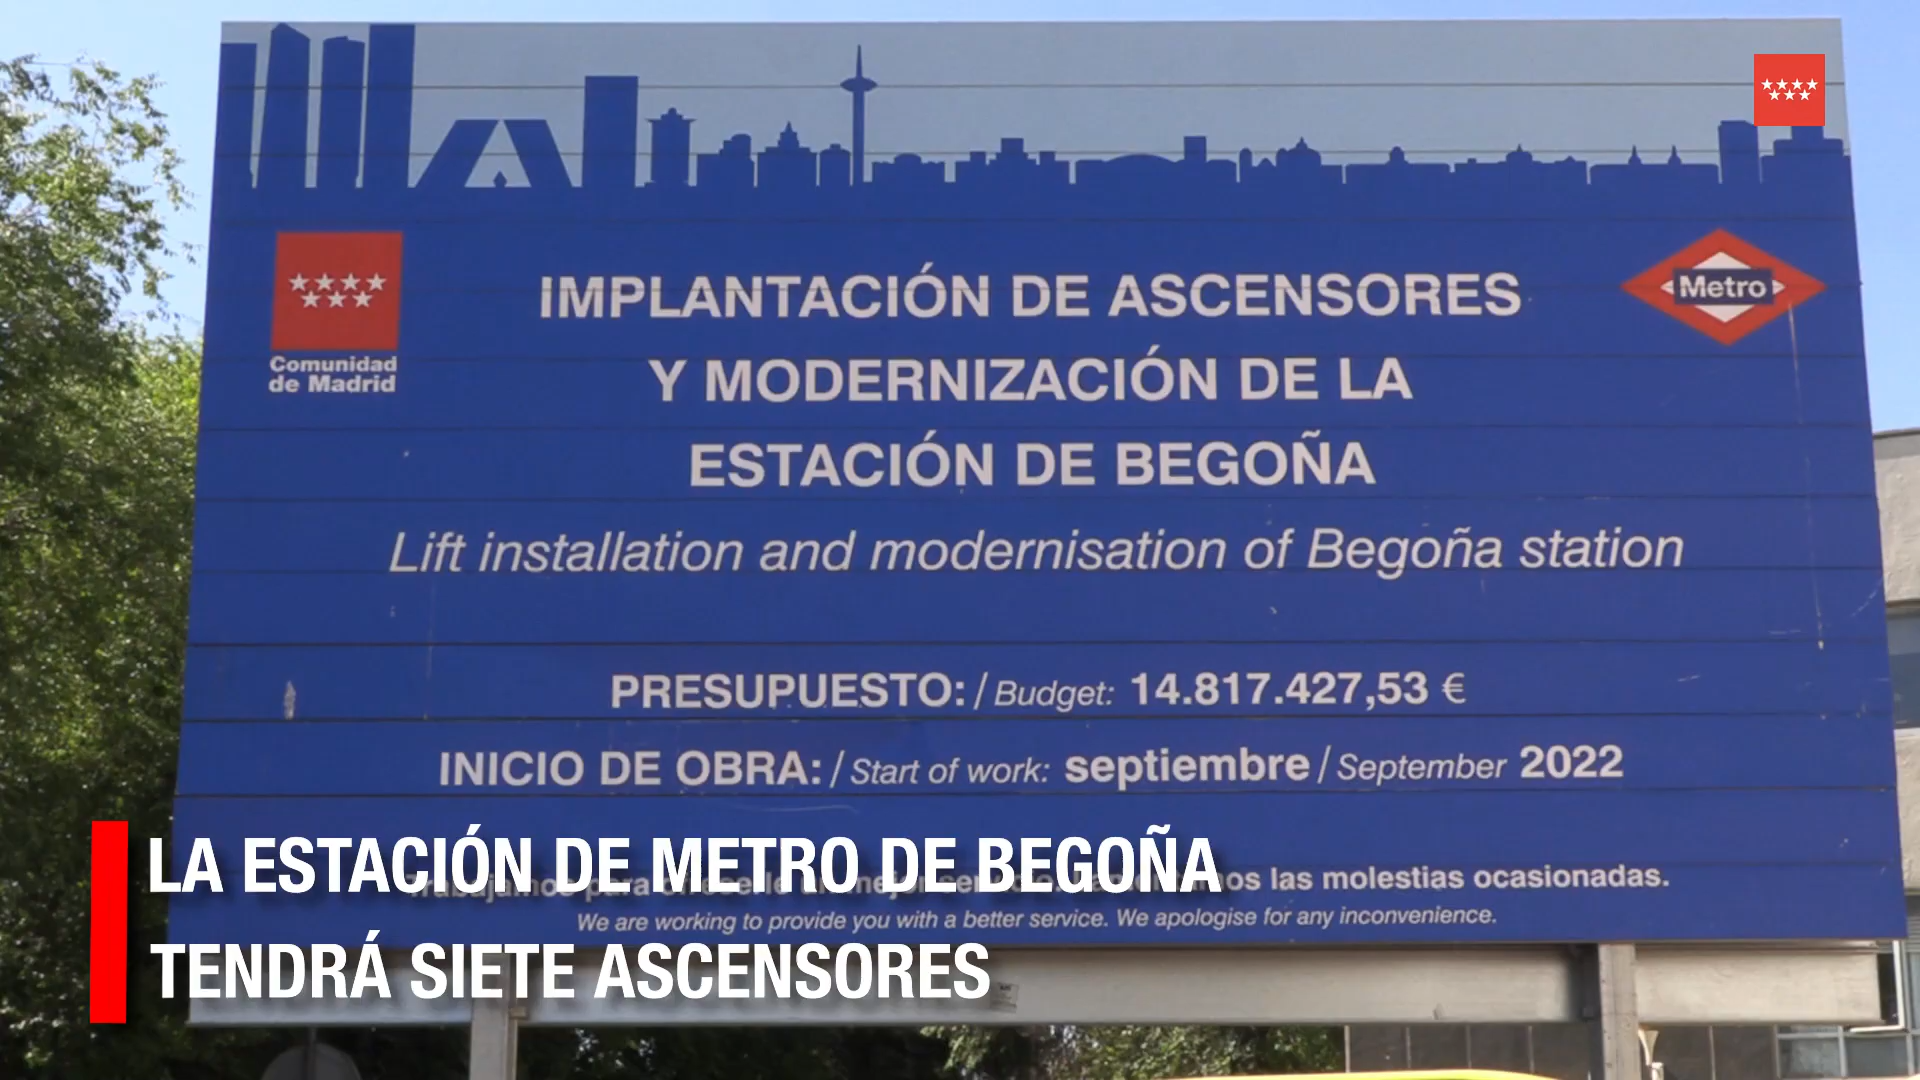 Comunidad
de Madrid
Metro
IMPLANTACIÓN DE ASCENSORES
Y MODERNIZACIÓN DE LA
ESTACIÓN DE BEGOÑA
Lift installation and modernisation of Begoña station
PRESUPUESTO: / Budget: 14.817.427,53 €
INICIO DE OBRA: / Start of work: septiembre / September 2022
las molestias ocasionadas.
We are working to provide you with a better service. We apologise for any inconvenience.
LA ESTACIÓN DE METRO DE BEGOÑA
TENDRÁ SIETE ASCENSORES